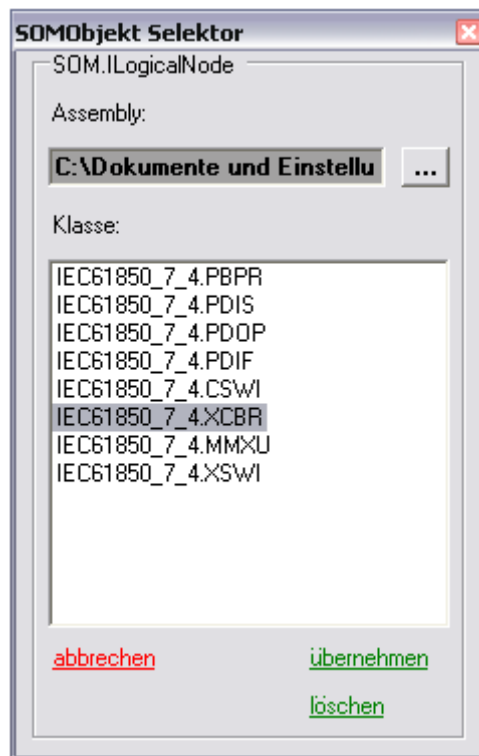 SOMObjekt Selektor
SOM.ILogicalNode
Assembly:
C:\Dokumente und Einstellu
...
Klasse:
IEC61850_7_4.PBPR
IEC61850_7_4.PDIS
IEC61850_7_4.PDOP
IEC61850_7_4.PDIF
IEC61850_7_4.CSWI
IEC61850_7_4.XCBR
IEC61850_7_4.MMXU
IEC61850_7_4.XSWI
abbrechen übernehmen
löschen